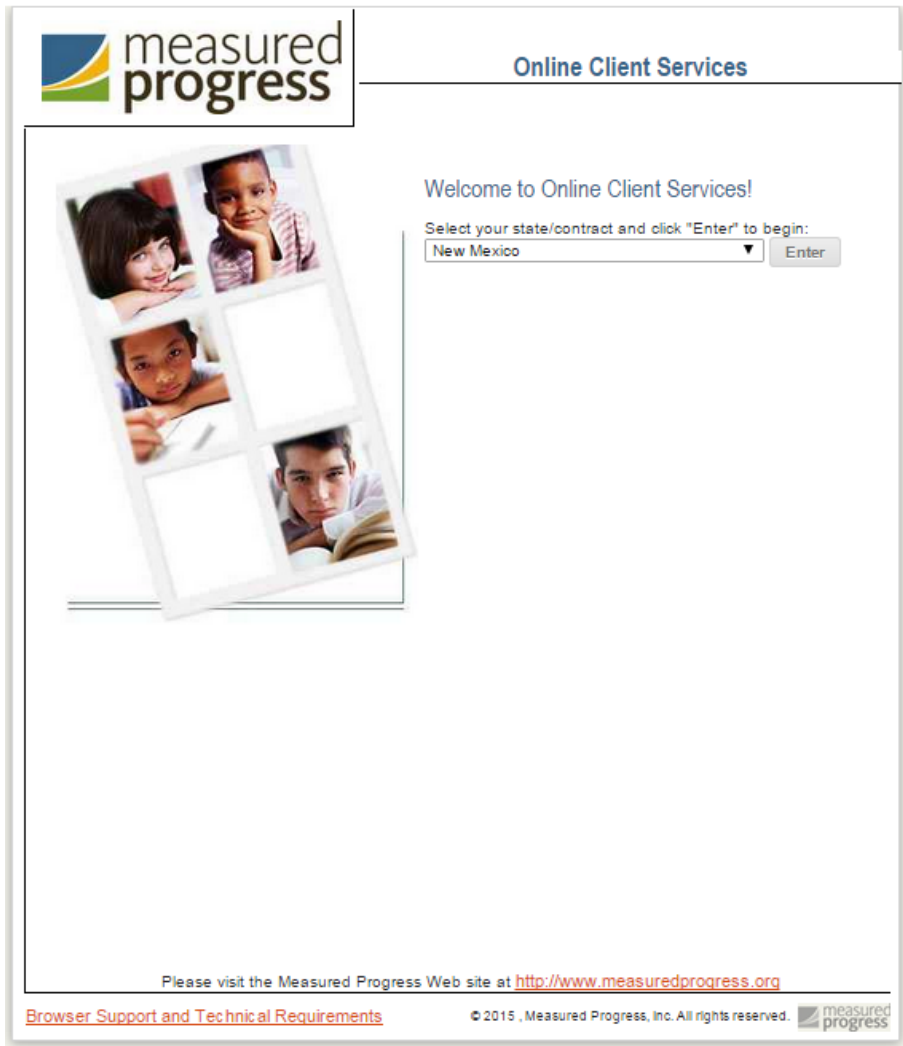 measured
progress
Online Client Services
Welcome to Online Client Services!
Select your state/contract and click "Enter" to begin:
New Mexico ▼ Enter
Please visit the Measured Progress Web site at http://www.measuredprogress.org
Browser Support and Technical Requirements
© 2015 , Measured Progress, Inc. All rights reserved.
measured
progress